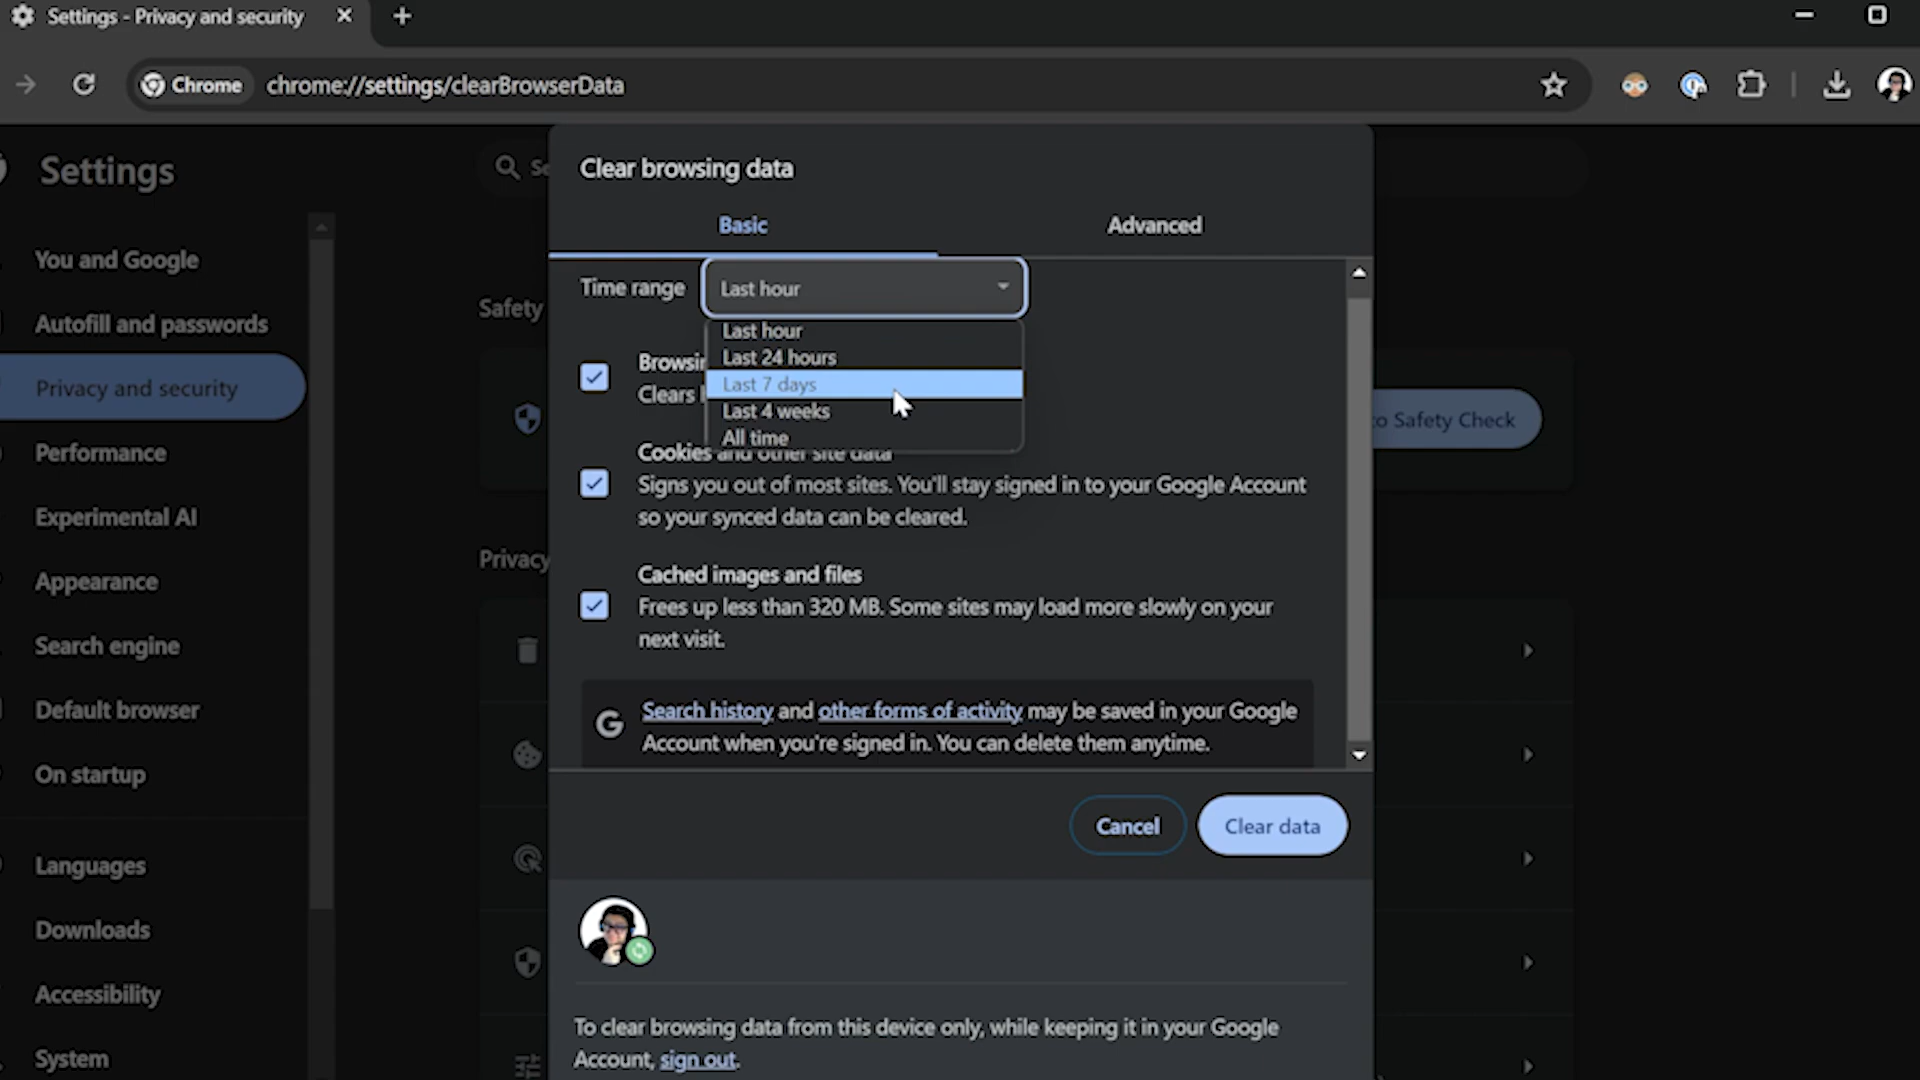 Settings - Privacy and security
Chrome
chrome://settings/clearBrowserData
Settings
You and Google
Autofill and passwords
Privacy and security
Performance
Experimental AI
Appearance
Search engine
Default browser
On startup
Languages
Downloads
Accessibility
System
Se
Safety
to Safety Check
Privacy
Clear browsing data
Basic
Advanced
Time range
Last hour
Last hour
Last 24 hours
Last 7 days
Last 4 weeks
All time
Browsin
Clears
Cookies and other site data
Signs you out of most sites. You'll stay signed in to your Google Account
so your synced data can be cleared.
Cached images and files
Frees up less than 320 MB. Some sites may load more slowly on your
next visit.
G
Search history and other forms of activity may be saved in your Google
Account when you're signed in. You can delete them anytime.
Cancel
Clear data
To clear browsing data from this device only, while keeping it in your Google
Account, sign out.